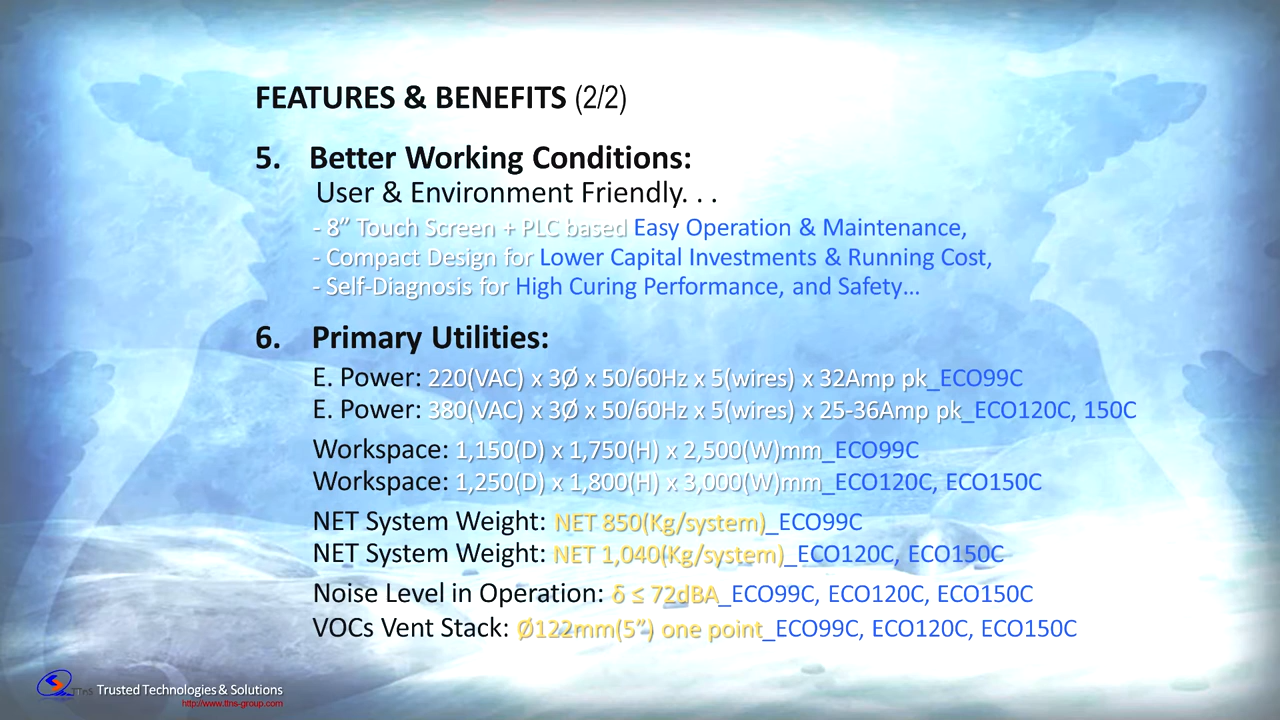 FEATURES & BENEFITS (2/2)
5. Better Working Conditions:
User & Environment Friendly. . .
- 8” Touch Screen + PLC based Easy Operation & Maintenance,
- Compact Design for Lower Capital Investments & Running Cost,
- Self-Diagnosis for High Curing Performance, and Safety…
6. Primary Utilities:
E. Power: 220(VAC) x 3Ø x 50/60Hz x 5(wires) x 32Amp pk_ECO99C
E. Power: 380(VAC) x 3Ø x 50/60Hz x 5(wires) x 25-36Amp pk_ECO120C, 150C
Workspace: 1,150(D) x 1,750(H) x 2,500(W)mm_ECO99C
Workspace: 1,250(D) x 1,800(H) x 3,000(W)mm_ECO120C, ECO150C
NET System Weight: NET 850(Kg/system)_ECO99C
NET System Weight: NET 1,040(Kg/system)_ECO120C, ECO150C
Noise Level in Operation: δ ≤ 72dBA_ECO99C, ECO120C, ECO150C
VOCs Vent Stack: Ø122mm(5”) one point_ECO99C, ECO120C, ECO150C
TTnS Trusted Technologies & Solutions
http://www.ttns-group.com